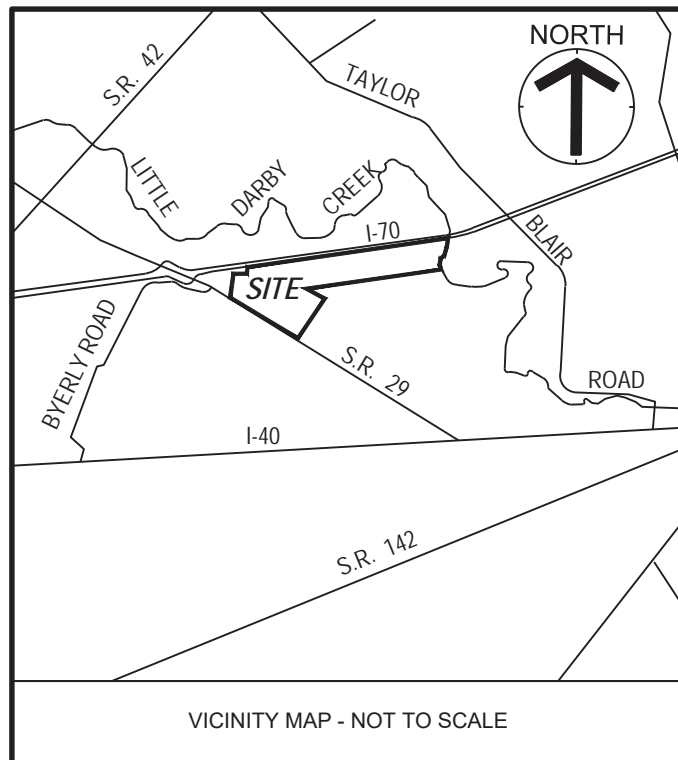 NORTH
S.R. 42
TAYLOR
LITTLE
DARBY
CREEK
BLAIR
I-70
SITE
BYERLY ROAD
S.R. 29
ROAD
I-40
S.R. 142
VICINITY MAP - NOT TO SCALE